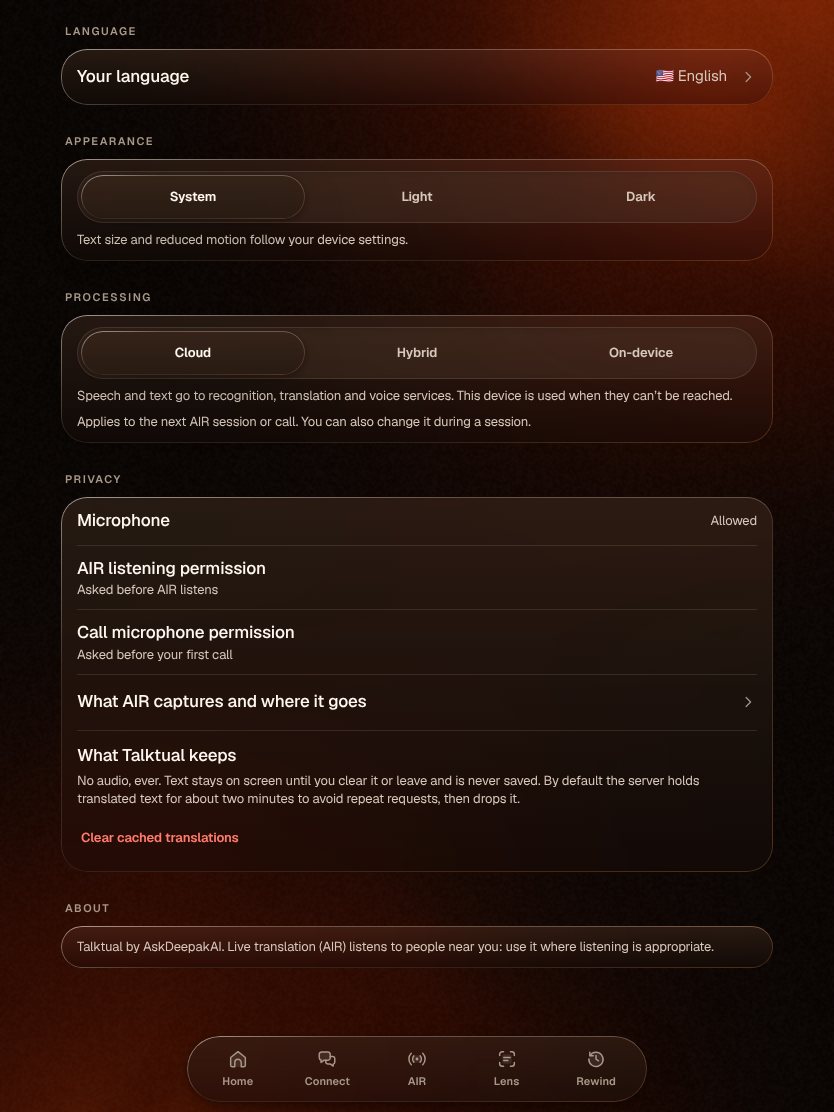 LANGUAGE
Your language
🇺🇸 English
APPEARANCE
System
Light
Dark
Text size and reduced motion follow your device settings.
PROCESSING
Cloud
Hybrid
On-device
Speech and text go to recognition, translation and voice services. This device is used when they can’t be reached.
Applies to the next AIR session or call. You can also change it during a session.
PRIVACY
Microphone
Allowed
AIR listening permission
Asked before AIR listens
Call microphone permission
Asked before your first call
What AIR captures and where it goes
What Talktual keeps
No audio, ever. Text stays on screen until you clear it or leave and is never saved. By default the server holds
translated text for about two minutes to avoid repeat requests, then drops it.
Clear cached translations
ABOUT
Talktual by AskDeepakAI. Live translation (AIR) listens to people near you: use it where listening is appropriate.
Home
Connect
AIR
Lens
Rewind